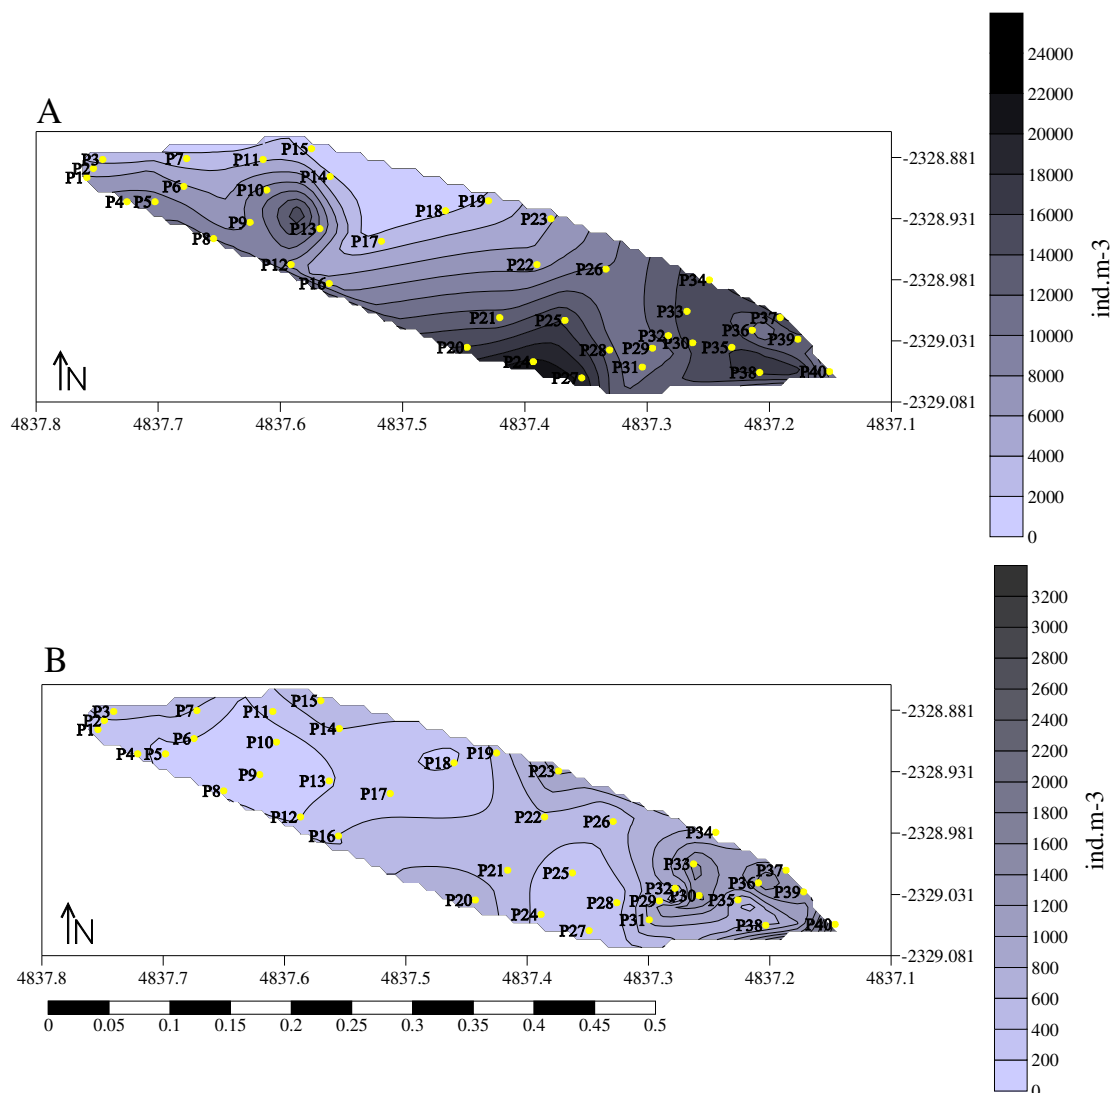 A
24000
22000
20000
18000
16000
14000
12000
10000
8000
6000
4000
2000
0
ind.m-3
P15
P3 P7 P11
P2
P1 P6 P10 P14
P4 P5 P18 P19
P9 P13 P23
P8 P17
P12 P22 P26
P16 P34
P21 P25 P33 P37
P32 P36 P39
P20 P28 P29 P30 P35
P24 P31
P27 P38 P40
N
-2328.881
-2328.931
-2328.981
-2329.031
-2329.081
4837.8 4837.7 4837.6 4837.5 4837.4 4837.3 4837.2 4837.1
B
3200
3000
2800
2600
2400
2200
2000
1800
1600
1400
1200
1000
800
600
400
200
0
ind.m-3
P15
P3 P7 P11
P2
P1 P6 P10 P14
P4 P5 P18 P19
P9 P13 P23
P8 P17
P12 P22 P26
P16 P34
P21 P25 P33 P37
P32 P36 P39
P20 P28 P29 P30 P35
P24 P31
P27 P38 P40
N
-2328.881
-2328.931
-2328.981
-2329.031
-2329.081
4837.8 4837.7 4837.6 4837.5 4837.4 4837.3 4837.2 4837.1
0 0.05 0.1 0.15 0.2 0.25 0.3 0.35 0.4 0.45 0.5